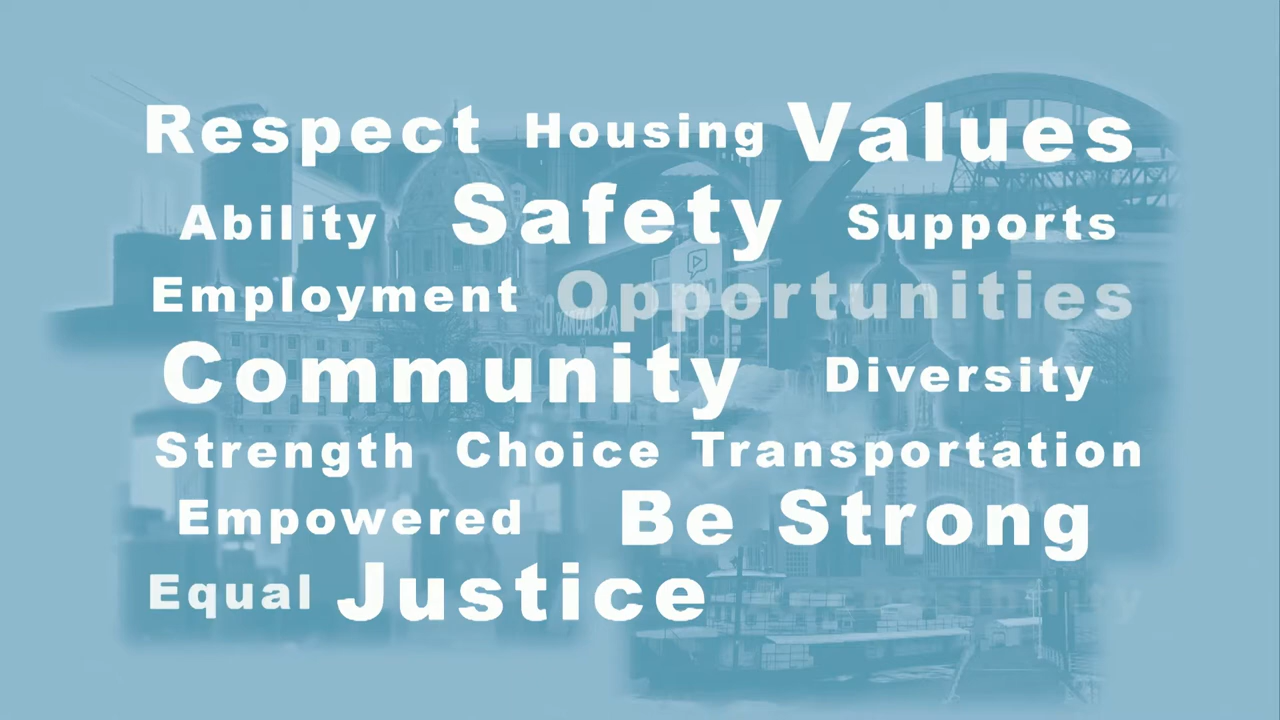 Respect Housing Values
Ability Safety Supports
Employment Opportunities
Community Diversity
Strength Choice Transportation
Empowered Be Strong
Equal Justice